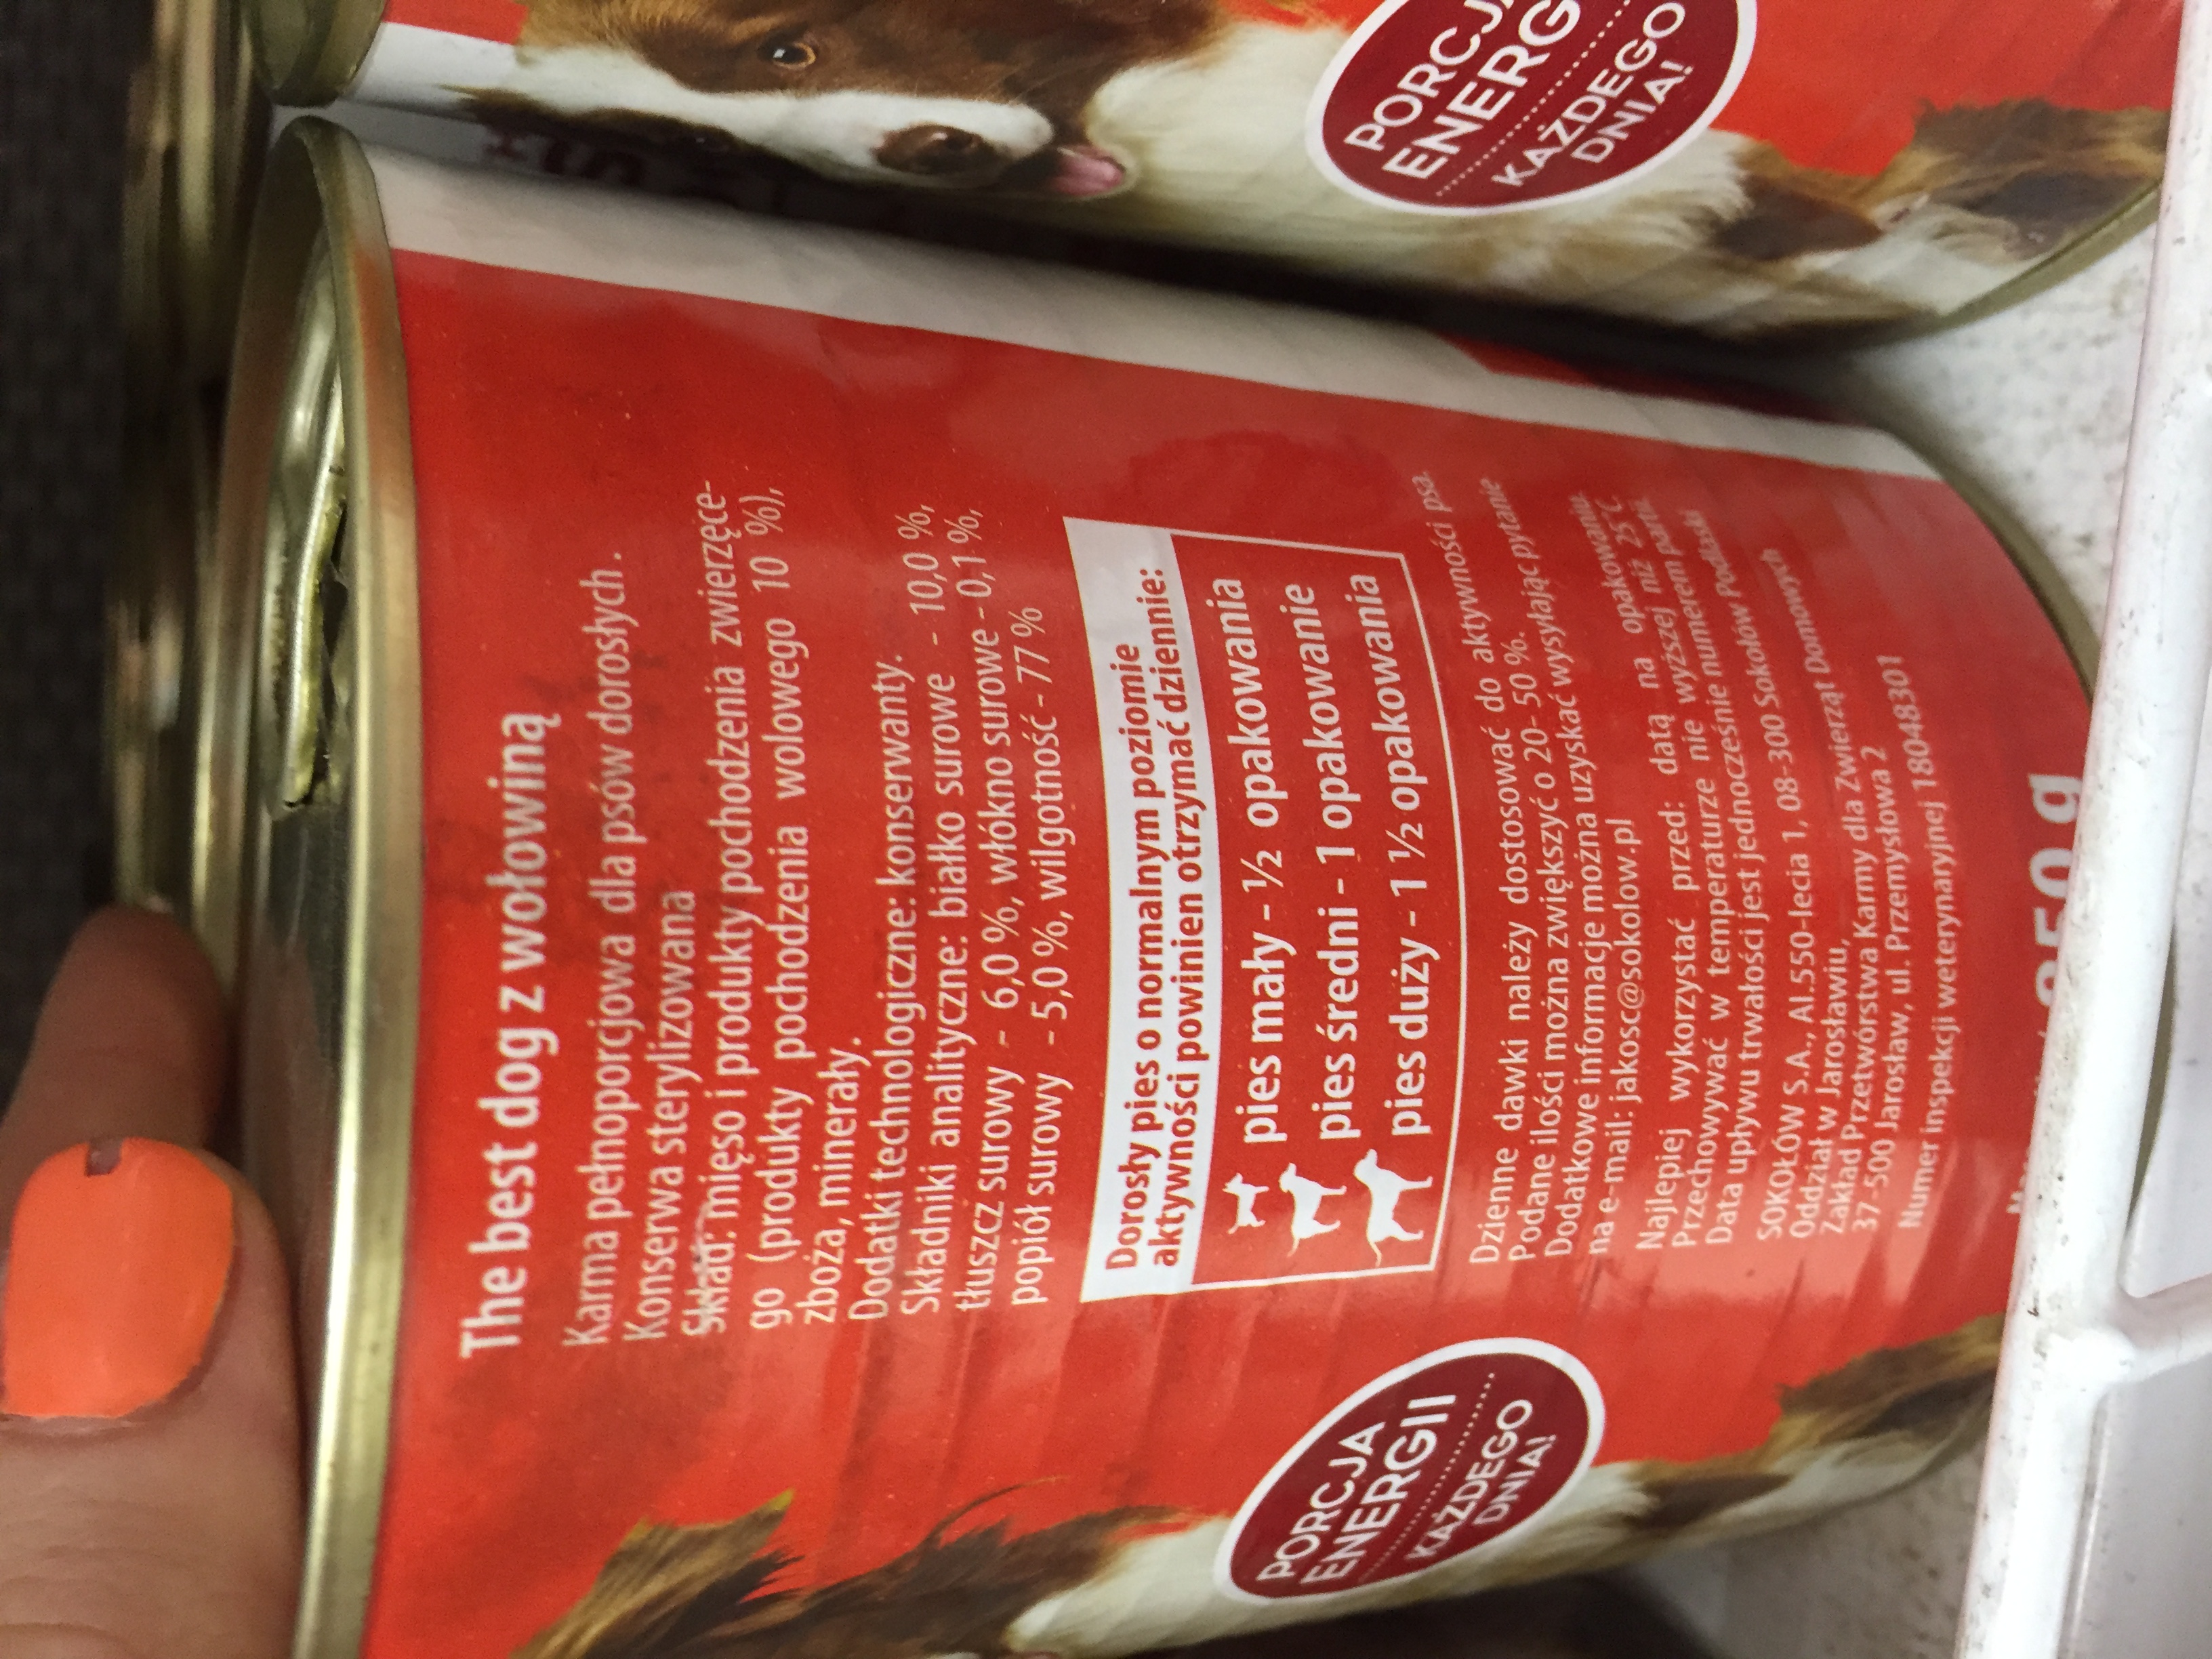 The best dog z wołowiną
Karma pełnoporcjowa dla psów dorosłych .
Konserwa sterylizowana
Skład: mięso i produkty pochodzenia zwierzęce-
go (produkty pochodzenia wolowego 10 %),
zboża, minerały.
Dodatki technologiczne: konserwanty.
Składniki analityczne: białko surowe - 10,0 %,
tłuszcz surowy - 6,0 %, włókno surowe - 0,1 %,
popiół surowy - 5,0 %, wilgotność - 77 %
Dorosły pies o normalnym poziomie
aktywności powinien otrzymać dziennie:
pies mały - ½ opakowania
pies średni - 1 opakowanie
pies duży - 1 ½ opakowania
Dzienne dawki należy dostosować do aktywności psa.
Podane ilości można zwiększyć o 20- 50 %.
Dodatkowe informacje można uzyskać wysyłając pytanie
na e-mail: jakosc@sokolow.pl
Najlepiej wykorzystać przed: datą na opakowaniu.
Przechowywać w temperaturze nie wyższej niż 25°C
Data upływu trwałości jest jednocześnie numerem partii.
SOKOŁÓW S.A., Al.550-lecia 1, 08-300 Sokołów Podlaski
Oddział w Jarosławiu,
Zakład Przetwórstwa Karmy dla Zwierząt Domowych
37-500 Jarosław, ul. Przemysłowa 2
Numer inspekcji weterynaryjnej 18048301
850 g
PORCJA
ENERGII
KAŻDEGO
DNIA!
KAŻDEGO
DNIA!